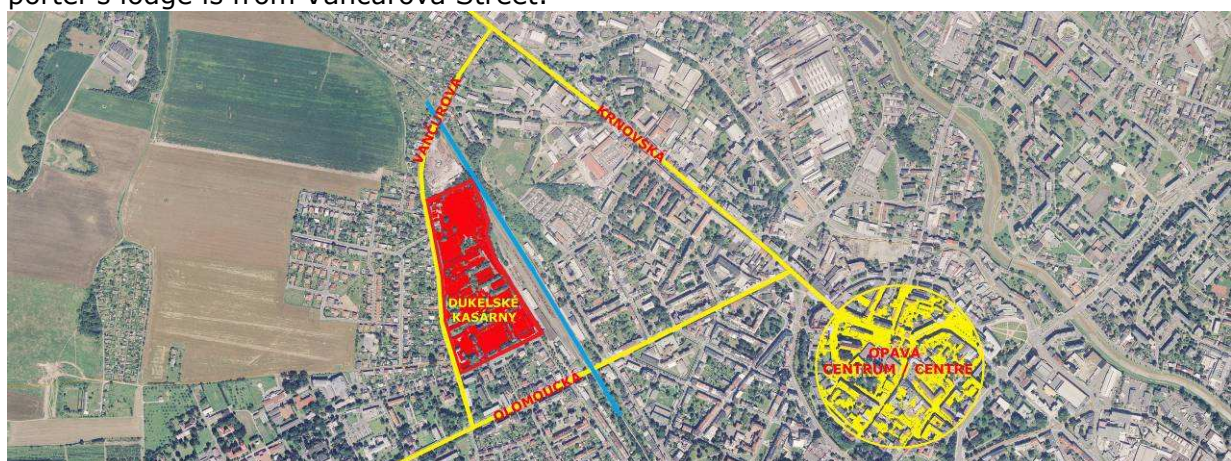 porter's lodge is from Vančurova Street.
VANČUROVA
KRNOVSKÁ
DUKELSKÉ
KASÁRNY
OPAVA
CENTRUM / CENTRE
OLOMOUCKÁ